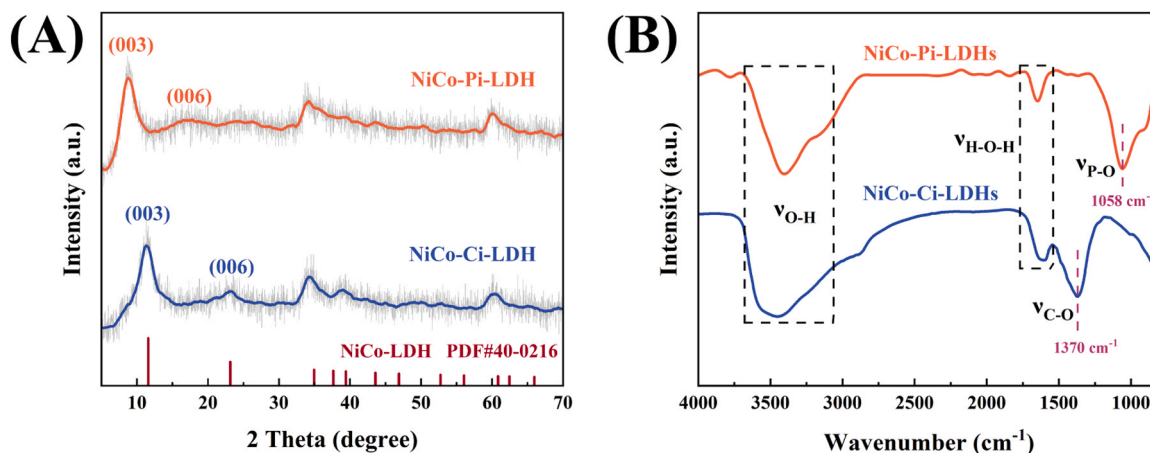 (A)
(003)
(006)
NiCo-Pi-LDH
(003)
(006)
NiCo-Ci-LDH
NiCo-LDH PDF#40-0216
Intensity (a.u.)
10 20 30 40 50 60 70
2 Theta (degree)
(B)
NiCo-Pi-LDHs
νH-O-H
νP-O
1058 cm-
NiCo-Ci-LDHs
νO-H
νC-O
1370 cm⁻¹
Intensity (a.u.)
4000 3500 3000 2500 2000 1500 1000
Wavenumber (cm⁻¹)